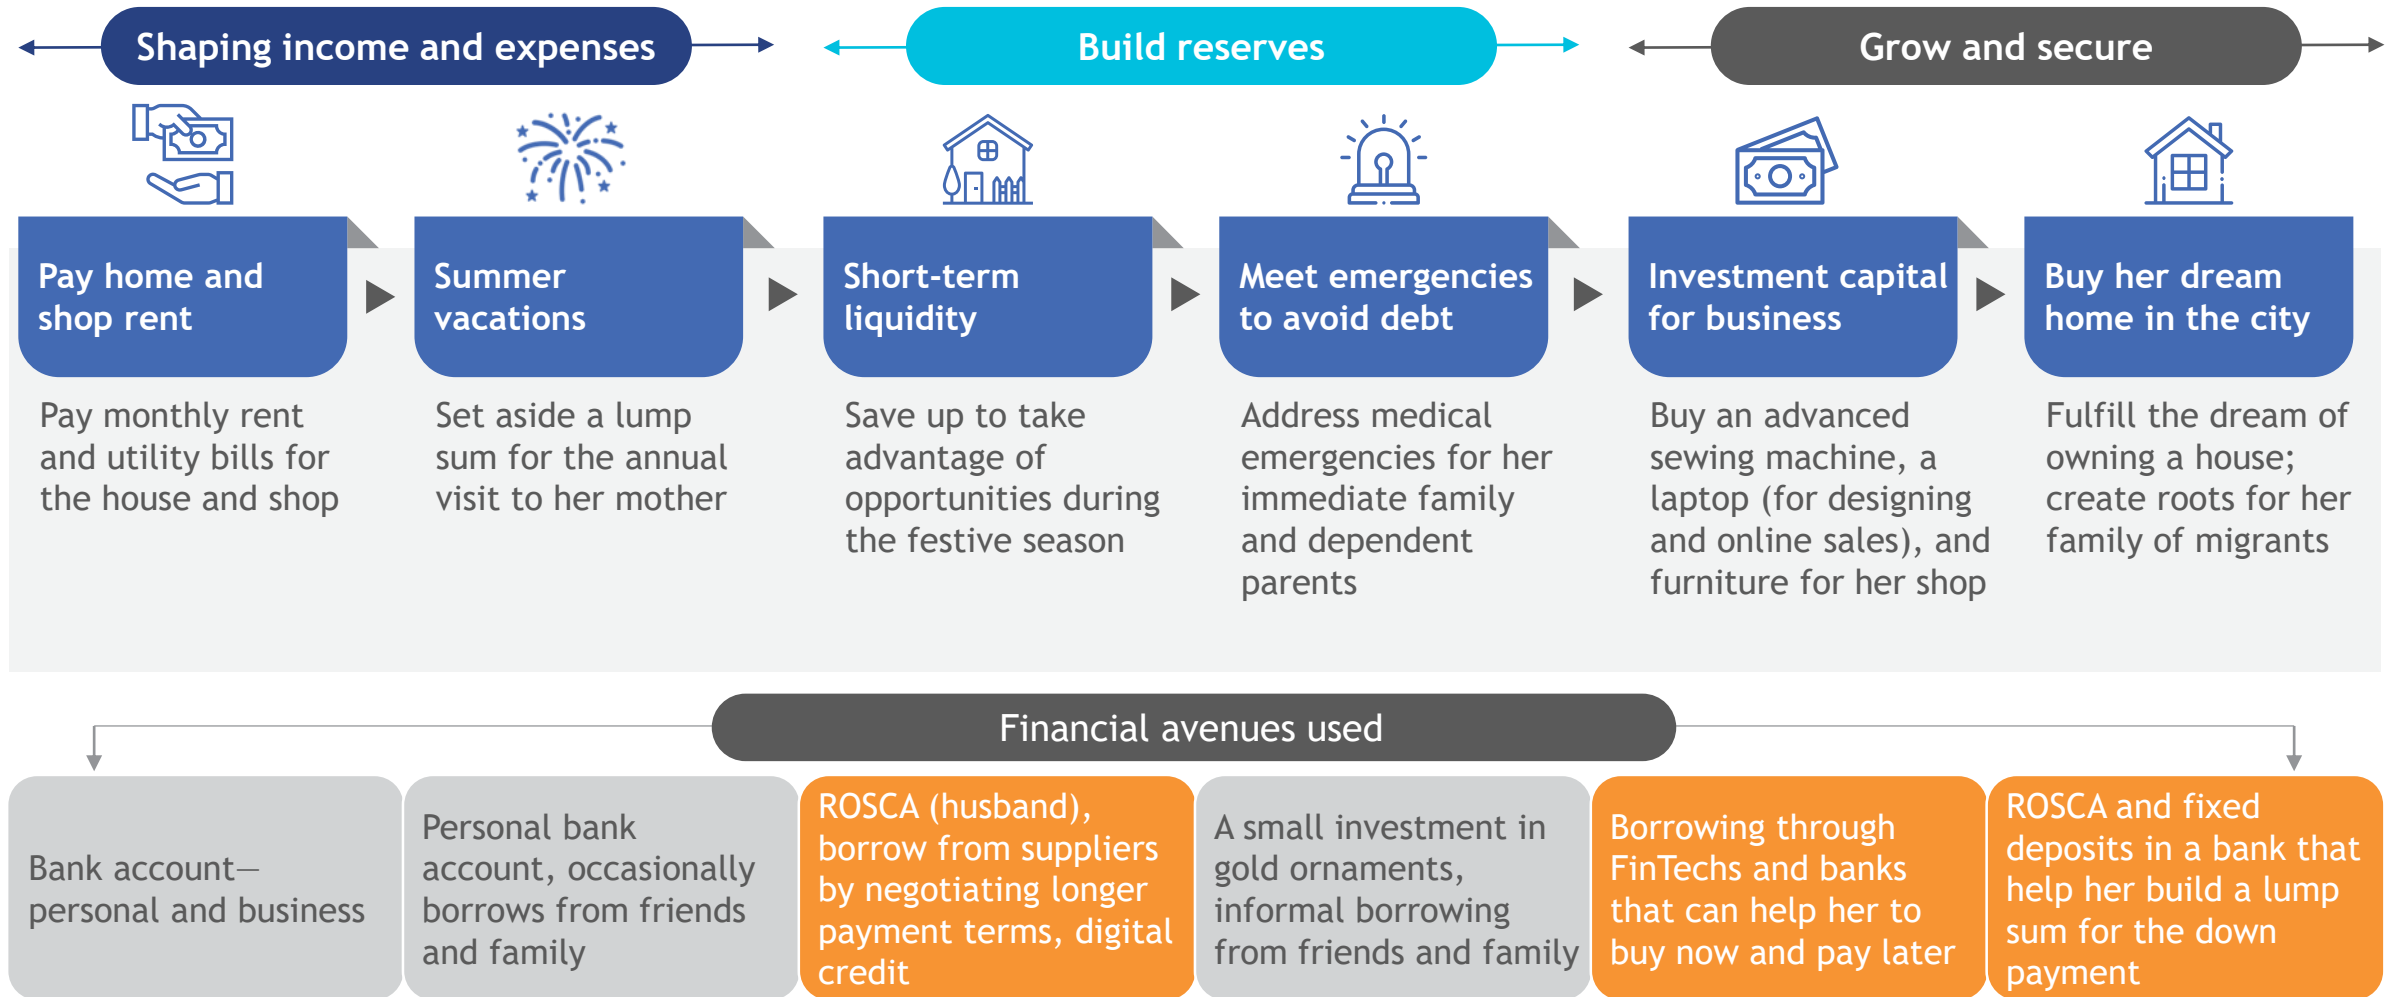 Shaping income and expenses
Build reserves
Grow and secure
Pay home and
shop rent
Summer
vacations
Short-term
liquidity
Meet emergencies
to avoid debt
Investment capital
for business
Buy her dream
home in the city
Pay monthly rent
and utility bills for
the house and shop
Set aside a lump
sum for the annual
visit to her mother
Save up to take
advantage of
opportunities during
the festive season
Address medical
emergencies for her
immediate family
and dependent
parents
Buy an advanced
sewing machine, a
laptop (for designing
and online sales), and
furniture for her shop
Fulfill the dream of
owning a house;
create roots for her
family of migrants
Financial avenues used
Bank account—
personal and business
Personal bank
account, occasionally
borrows from friends
and family
ROSCA (husband),
borrow from suppliers
by negotiating longer
payment terms, digital
credit
A small investment in
gold ornaments,
informal borrowing
from friends and family
Borrowing through
FinTechs and banks
that can help her to
buy now and pay later
ROSCA and fixed
deposits in a bank that
help her build a lump
sum for the down
payment